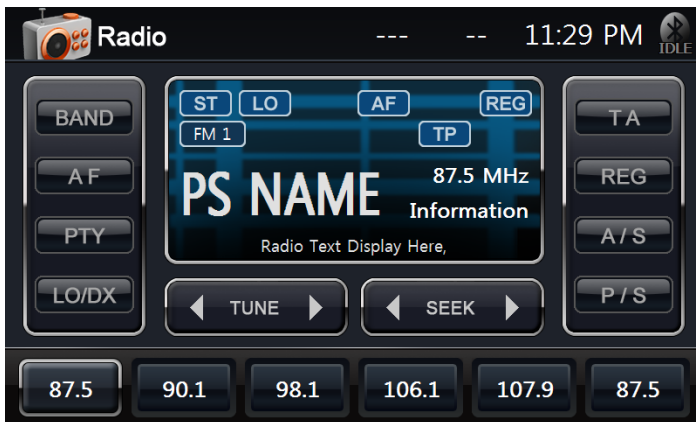 Radio --- -- 11:29 PM IDLE
BAND ST LO AF REG TA
FM 1 TP
AF PS NAME 87.5 MHz REG
Information
PTY Radio Text Display Here, A/S
LO/DX TUNE SEEK P/S
87.5 90.1 98.1 106.1 107.9 87.5